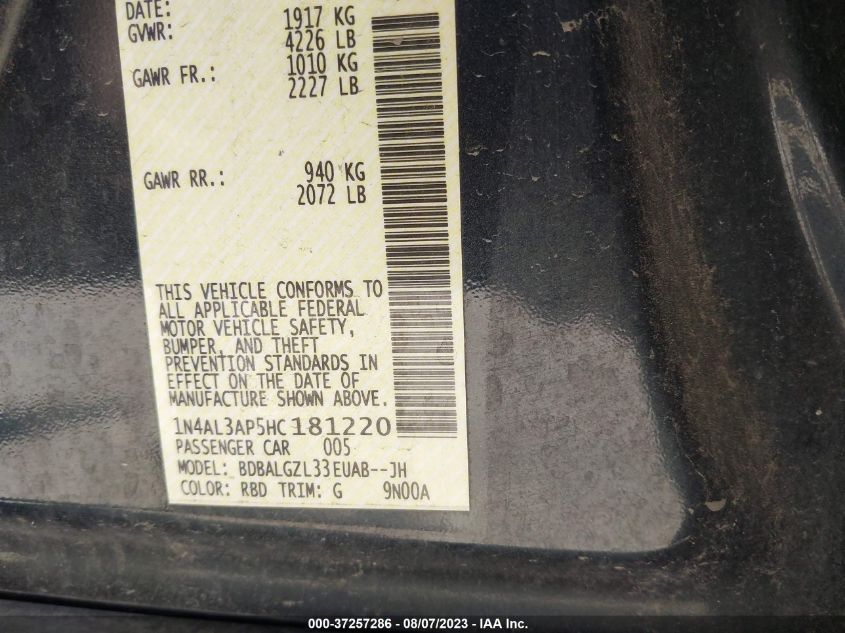 DATE:
GVWR: 1917 KG
4226 LB
GAWR FR.: 1010 KG
2227 LB
GAWR RR.: 940 KG
2072 LB
THIS VEHICLE CONFORMS TO
ALL APPLICABLE FEDERAL
MOTOR VEHICLE SAFETY,
BUMPER, AND THEFT
PREVENTION STANDARDS IN
EFFECT ON THE DATE OF
MANUFACTURE SHOWN ABOVE.
1N4AL3AP5HC181220
PASSENGER CAR 005
MODEL: BDBALGZL33EUAB--JH
COLOR: RBD TRIM: G 9N00A
000-37257286 - 08/07/2023 - IAA Inc.